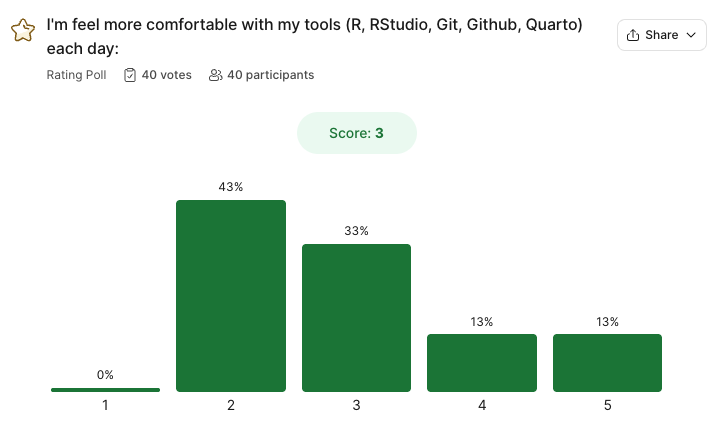 I'm feel more comfortable with my tools (R, RStudio, Git, Github, Quarto)
each day:
Share
Rating Poll 40 votes 40 participants
Score: 3
43%
33%
13% 13%
0%
1 2 3 4 5